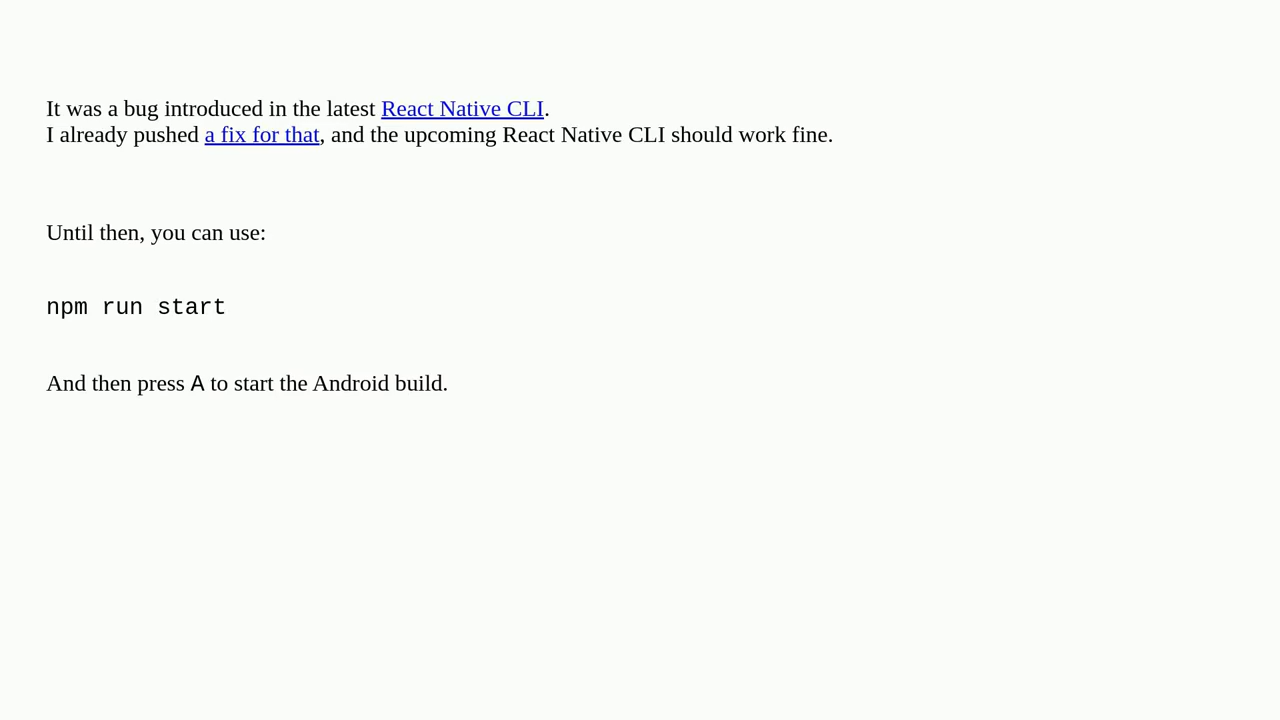 It was a bug introduced in the latest React Native CLI.
I already pushed a fix for that, and the upcoming React Native CLI should work fine.
Until then, you can use:
npm run start
And then press A to start the Android build.